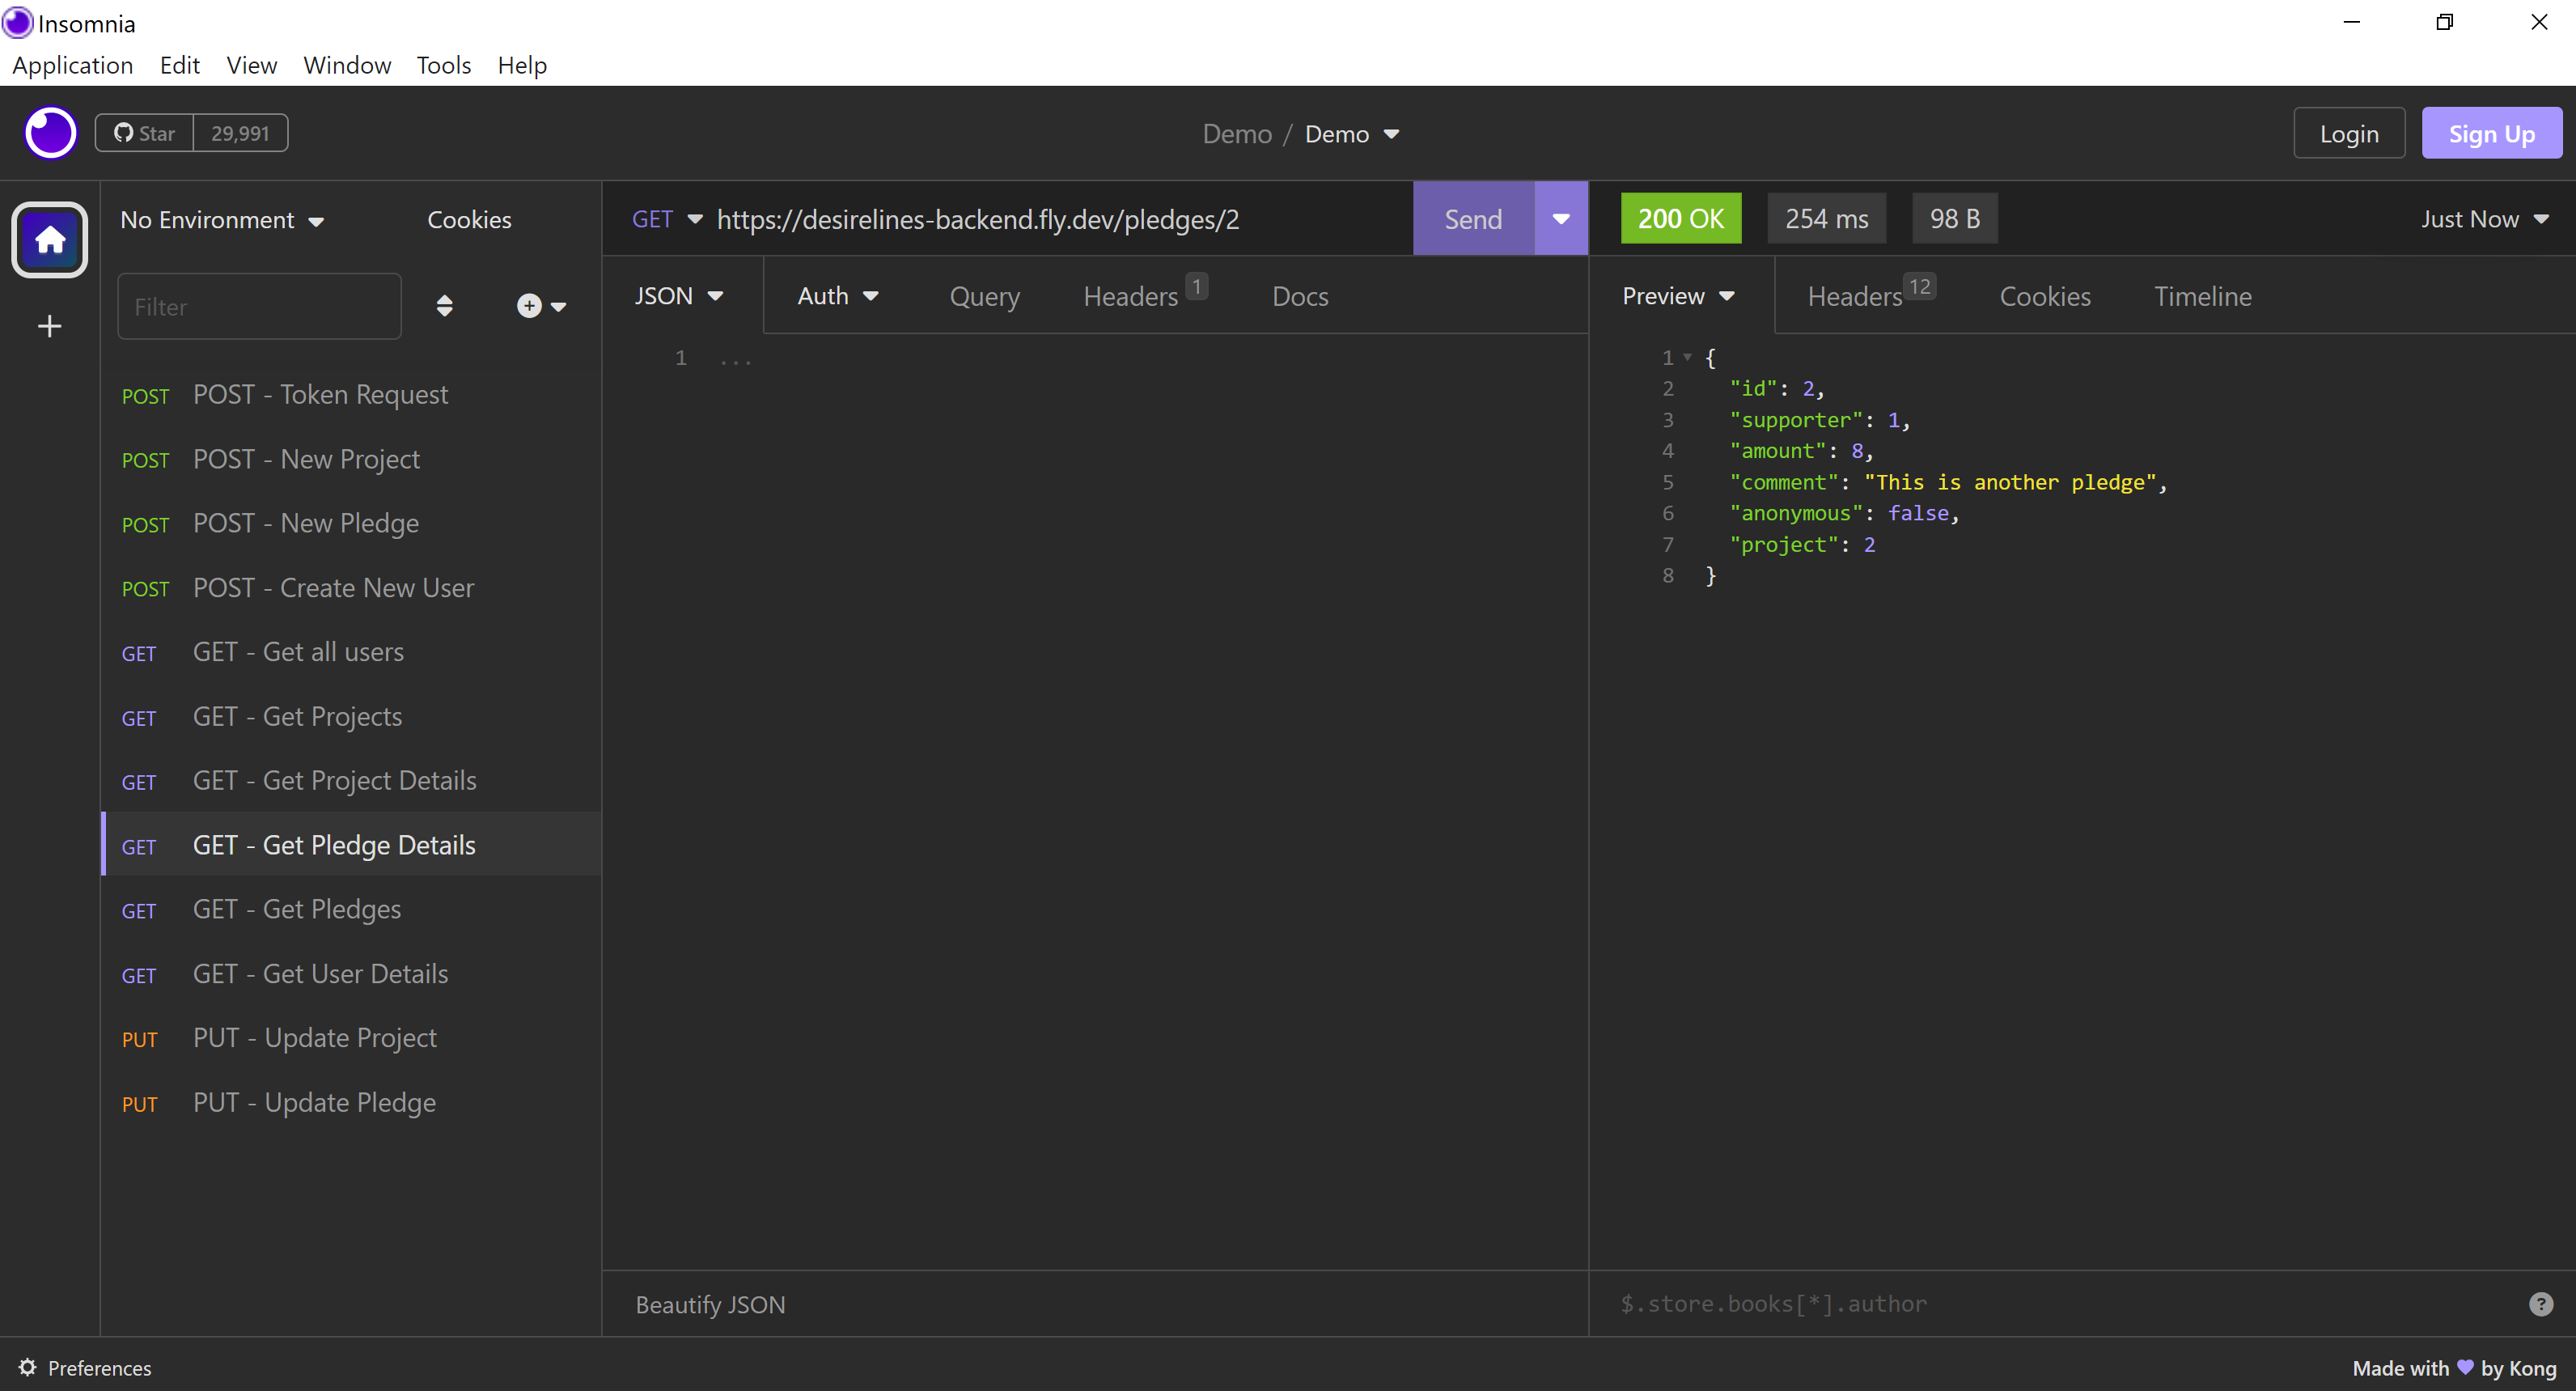 Insomnia
Application Edit View Window Tools Help
Star 29,991
Demo / Demo
Login
Sign Up
No Environment
Cookies
Filter
POST POST - Token Request
POST POST - New Project
POST POST - New Pledge
POST POST - Create New User
GET GET - Get all users
GET GET - Get Projects
GET GET - Get Project Details
GET GET - Get Pledge Details
GET GET - Get Pledges
GET GET - Get User Details
PUT PUT - Update Project
PUT PUT - Update Pledge
GET https://desirelines-backend.fly.dev/pledges/2
Send
JSON Auth Query Headers 1 Docs
1 ...
Beautify JSON
200 OK 254 ms 98 B Just Now
Preview Headers 12 Cookies Timeline
1 {
2 "id": 2,
3 "supporter": 1,
4 "amount": 8,
5 "comment": "This is another pledge",
6 "anonymous": false,
7 "project": 2
8 }
$.store.books[*].author
?
Preferences
Made with by Kong